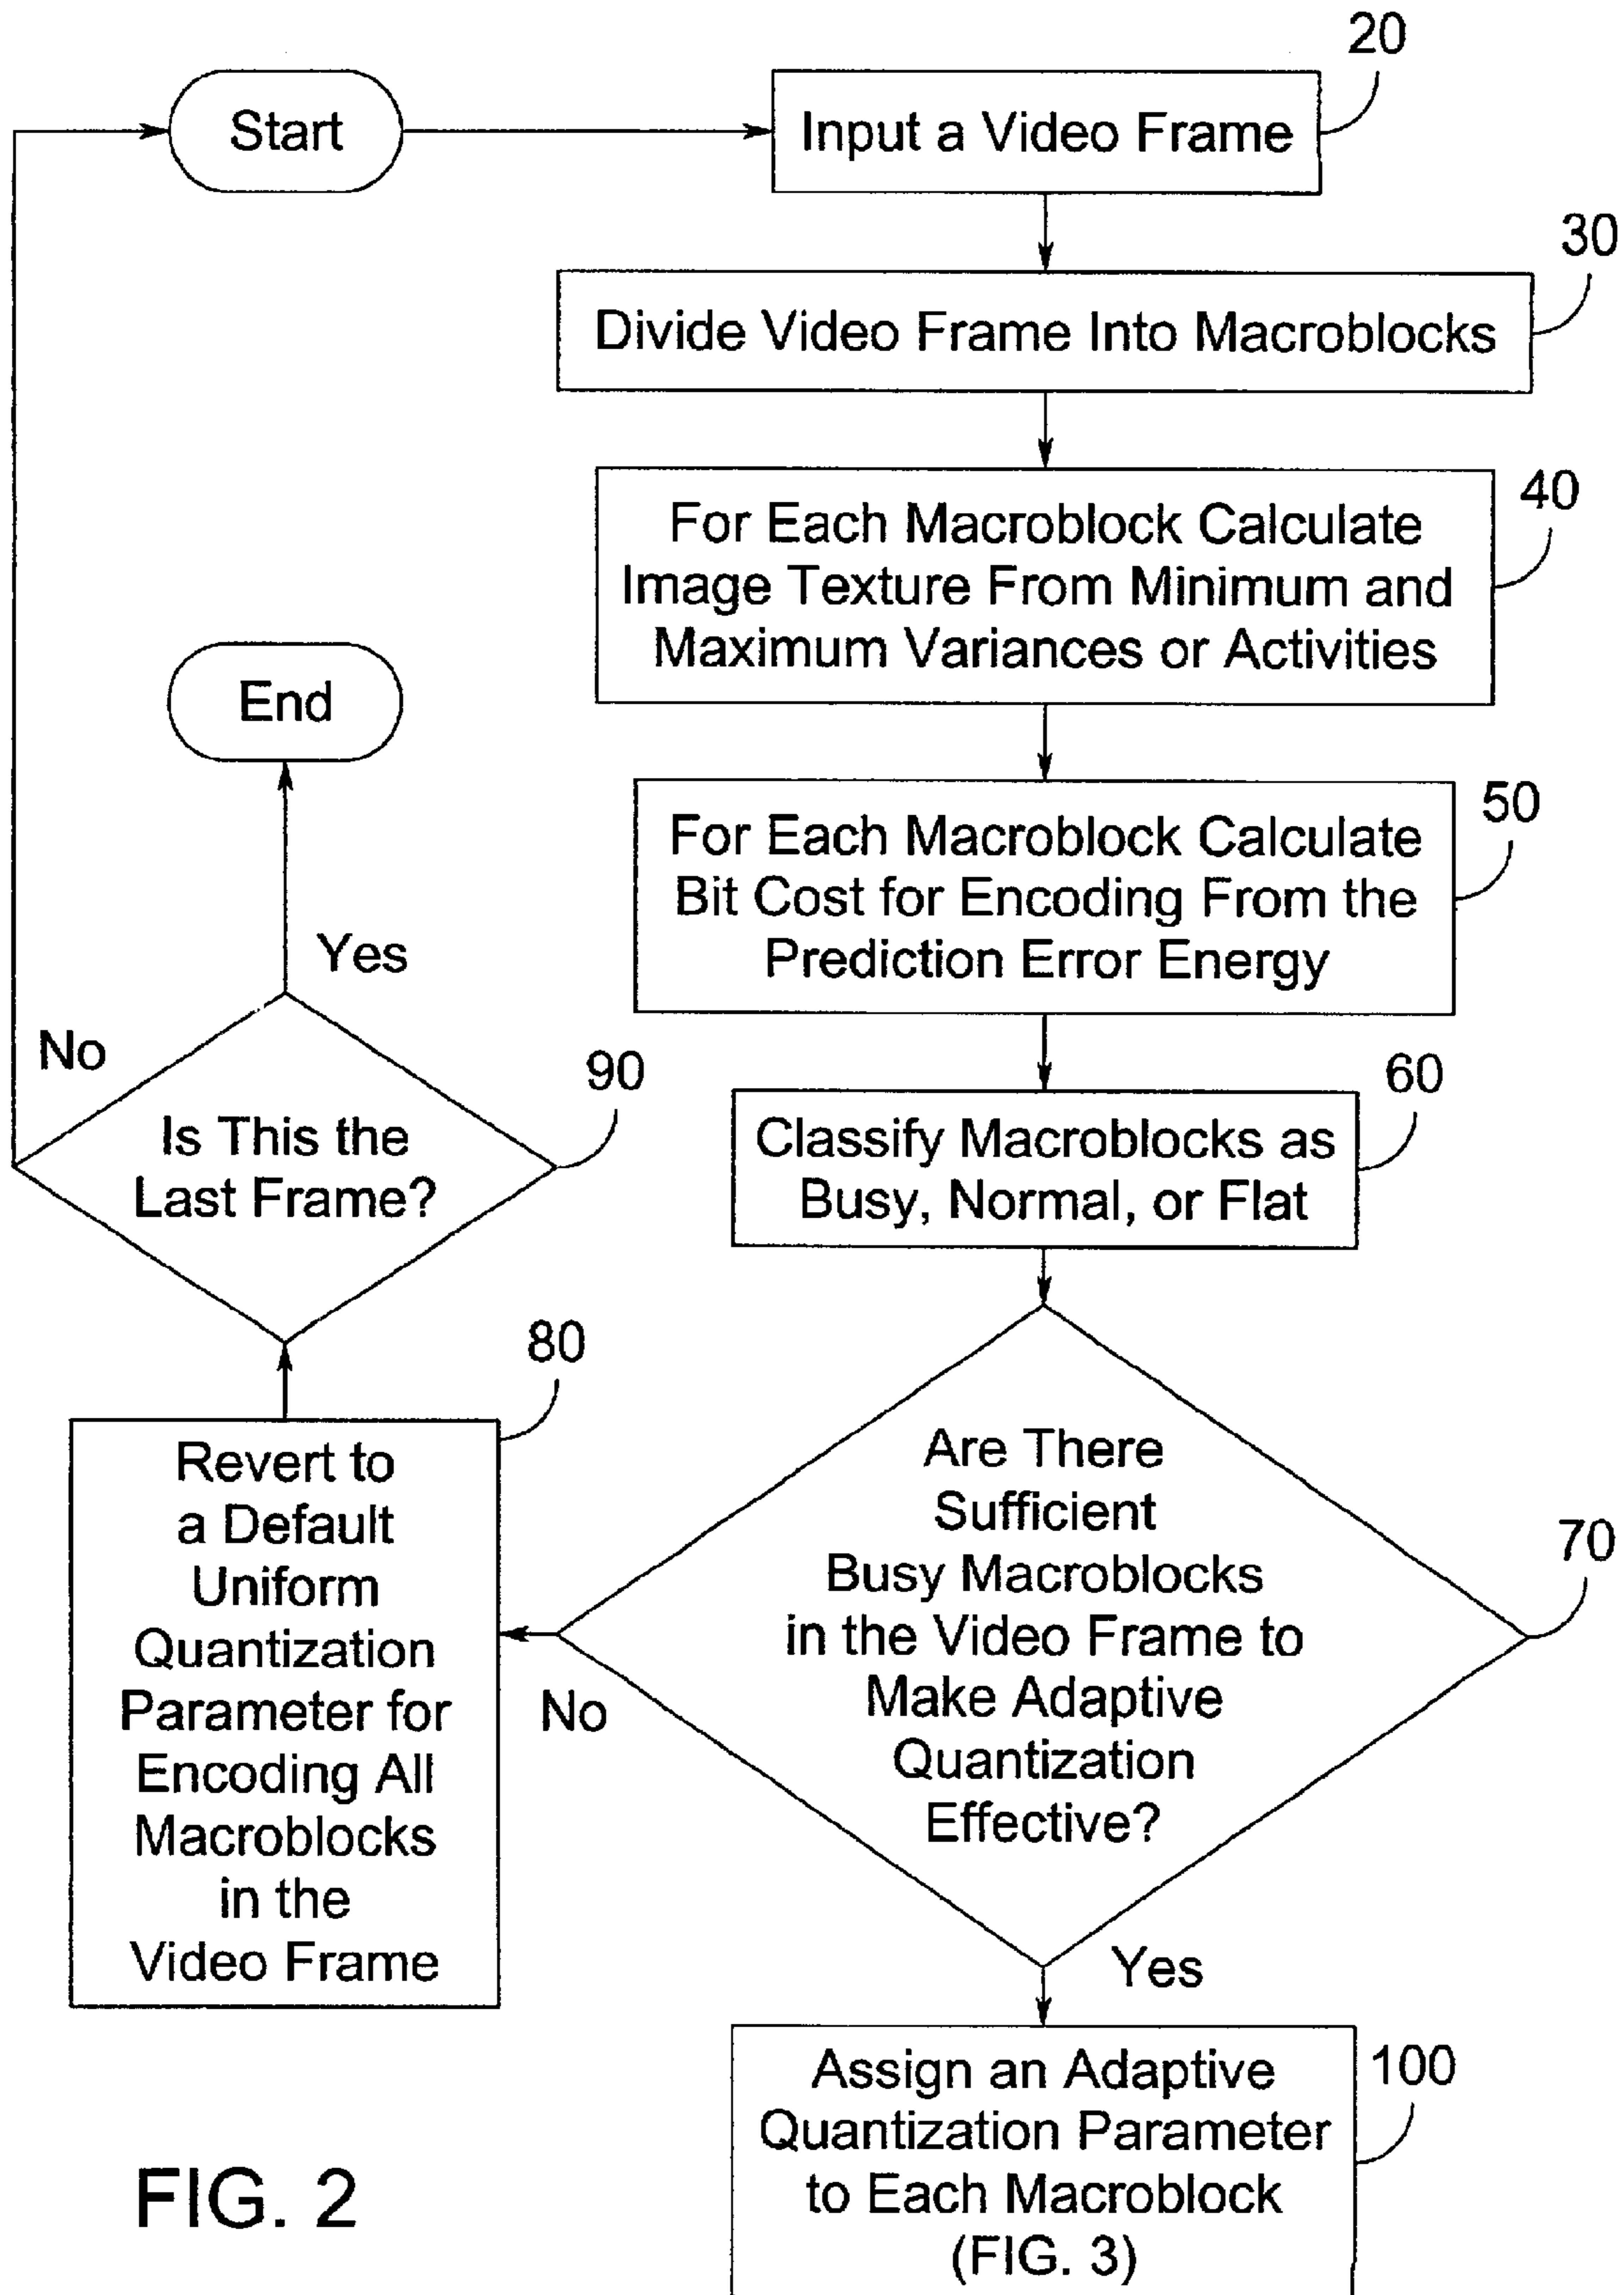 Start
Input a Video Frame
20
Divide Video Frame Into Macroblocks
30
For Each Macroblock Calculate
Image Texture From Minimum and
Maximum Variances or Activities
40
For Each Macroblock Calculate
Bit Cost for Encoding From the
Prediction Error Energy
50
Classify Macroblocks as
Busy, Normal, or Flat
60
Are There
Sufficient
Busy Macroblocks
in the Video Frame to
Make Adaptive
Quantization
Effective?
70
No
Yes
Revert to
a Default
Uniform
Quantization
Parameter for
Encoding All
Macroblocks
in the
Video Frame
80
Is This the
Last Frame?
90
No
Yes
End
Assign an Adaptive
Quantization Parameter
to Each Macroblock
(FIG. 3)
100
FIG. 2